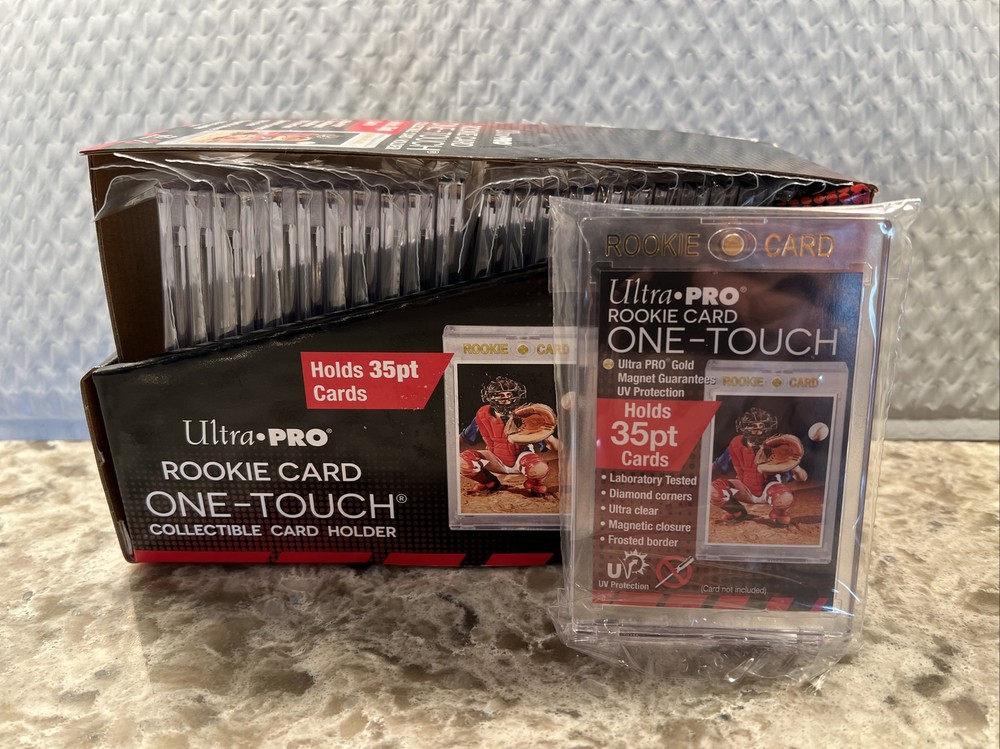 Holds 35pt
Cards
Ultra•PRO®
ROOKIE CARD
ONE-TOUCH®
COLLECTIBLE CARD HOLDER
ROOKIE CARD
ROOKIE CARD
Ultra•PRO®
ROOKIE CARD
ONE-TOUCH
Ultra PRO® Gold
Magnet Guarantees
UV Protection
ROOKIE CARD
Holds
35pt
Cards
• Laboratory Tested
• Diamond corners
• Ultra clear
• Magnetic closure
• Frosted border
UV
UV Protection
(Card not included)